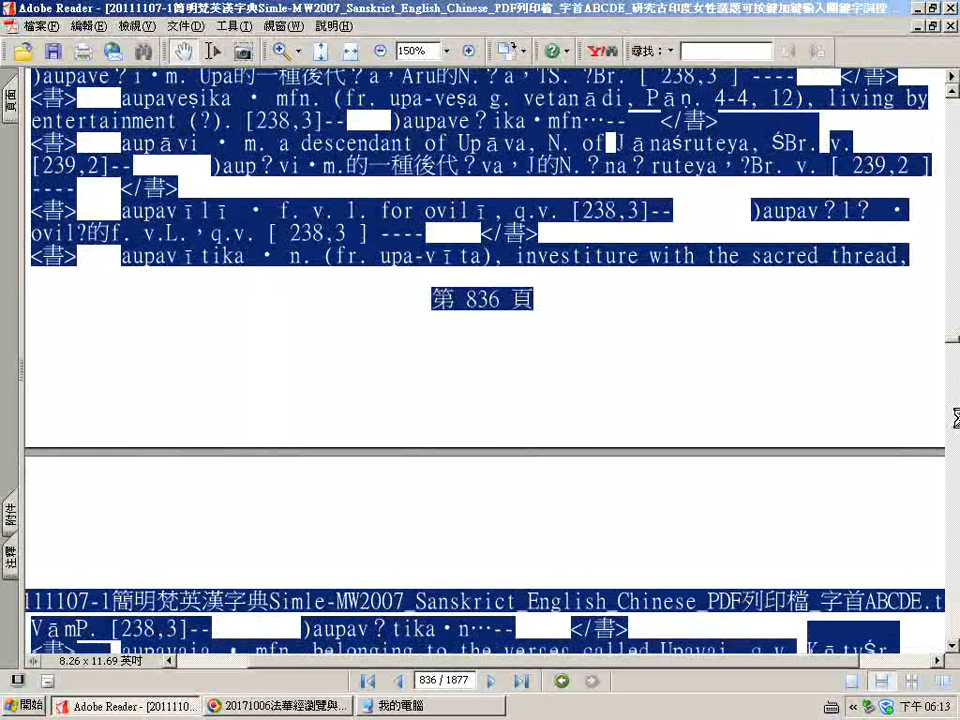 Adobe Reader - [20111107-1簡明梵英漢字典Simle-MW2007_Sanskrict_English_Chinese_PDF列印檔_字首ABCDE_研究古印度女性議題可按加鍵輸入關鍵字詞搜
檔案(F) 編輯(E) 檢視(V) 文件(D) 工具(T) 視窗(W) 說明(H)
150% 尋找:
頁面
)aupave？i‧m. Upa的一種後代？a，Aru的N.？a，TS. ?Br. [ 238,3 ] ---- </書>
<書> aupaveṣika ‧ mfn. (fr. upa-veṣa g. vetanādi, Pāṇ. 4-4, 12), living by
entertainment (?). [238,3]-- )aupave？ika‧mfn…-- </書>
<書> aupāvi ‧ m. a descendant of Upāva, N. of Jānaśruteya, ŚBr. v.
[239,2]-- )aup？vi‧m.的一種後代？va，J的N.？na？ruteya，?Br. v. [ 239,2 ]
---- </書>
<書> aupavīlī ‧ f. v. l. for ovilī, q.v. [238,3]-- )aupav？l？ ‧
ovil?的f. v.L.，q.v. [ 238,3 ] ---- </書>
<書> aupavītika ‧ n. (fr. upa-vīta), investiture with the sacred thread,
第 836 頁
附件
注釋
111107-1簡明梵英漢字典Simle-MW2007_Sanskrict_English_Chinese_PDF列印檔_字首ABCDE.t
VāmP. [238,3]-- )aupav？tika‧n…-- </書>
<書> aupavaja ‧ mfn. belonging to the verses called Upavaj, q.v.
8.26 x 11.69 英吋
836 / 1877
開始 Adobe Reader - [2011110... 20171006法華經瀏覽與... 我的電腦 下午 06:13